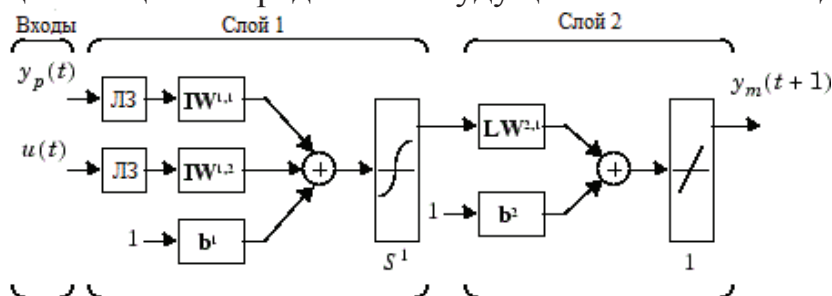 Входы Слой 1 Слой 2
y_p(t) ЛЗ IW^{1,1} y_m(t+1)
LW^{2,1}
u(t) ЛЗ IW^{1,2} + +
1 b^2
1 b^1
S^1 1